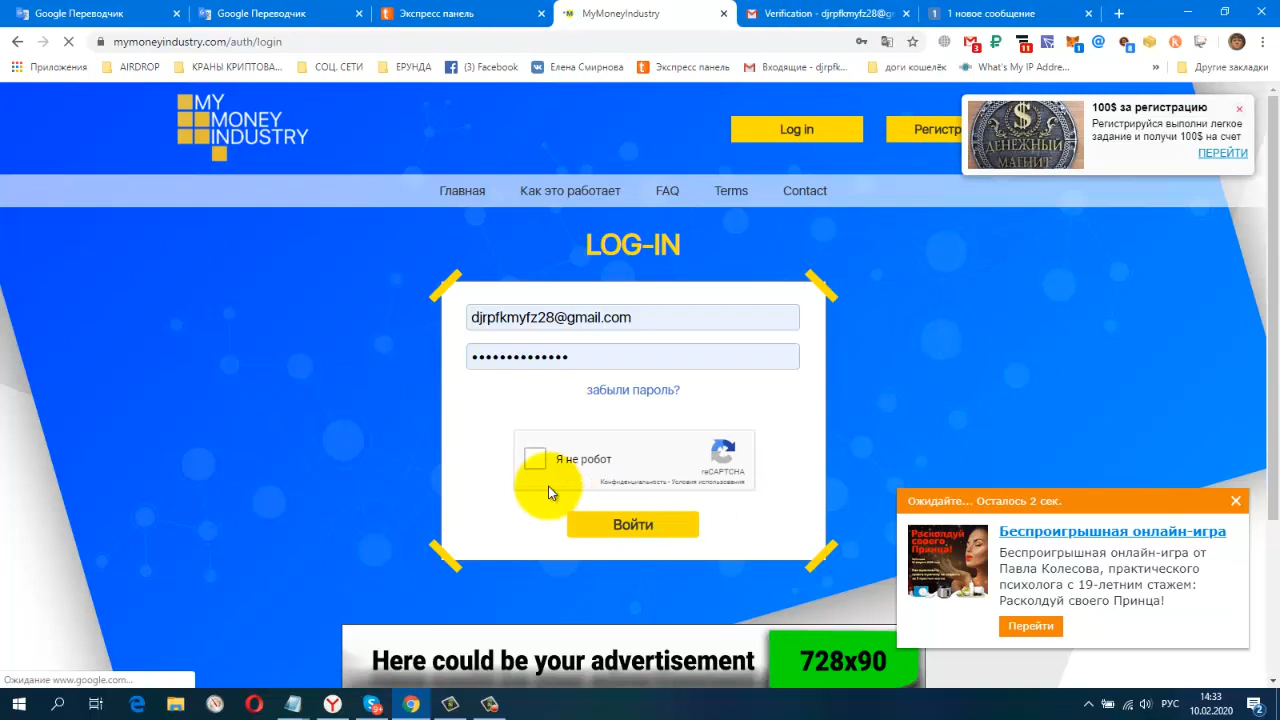 Google Переводчик
Google Переводчик
Экспресс панель
MyMoneyIndustry
Verification - djrpfkmyfz28@gr
1 новое сообщение
mymoneyindustry.com/auth/login
Приложения
AIRDROP
КРАНЫ КРИПТОВА...
СОЦ. СЕТИ
ЕРУНДА
(3) Facebook
Елена Смирнова
Экспресс панель
Входящие - djrpfk...
доги кошелёк
What's My IP Addre...
»
Другие закладки
MY
MONEY
INDUSTRY
Log in
Регистр
100$ за регистрацию
Регистрируйся выполни легкое
задание и получи 100$ на счет
ПЕРЕЙТИ
ДЕНЕЖНЫЙ
МАГНИТ
Главная
Как это работает
FAQ
Terms
Contact
LOG-IN
djrpfkmyfz28@gmail.com
••••••••••••••
забыли пароль?
Я не робот
reCAPTCHA
Конфиденциальность - Условия использования
Войти
Ожидайте... Осталось 2 сек.
Беспроигрышная онлайн-игра
Беспроигрышная онлайн-игра от
Павла Колесова, практического
психолога с 19-летним стажем:
Расколдуй своего Принца!
Расколдуй
своего
Принца!
Перейти
Here could be your advertisement
728x90
Ожидание www.google.com...
РУС
14:33
10.02.2020